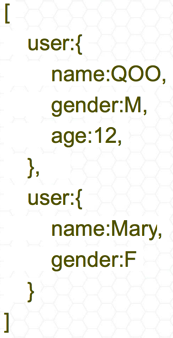 [
user:{
name:QOO,
gender:M,
age:12,
},
user:{
name:Mary,
gender:F
}
]